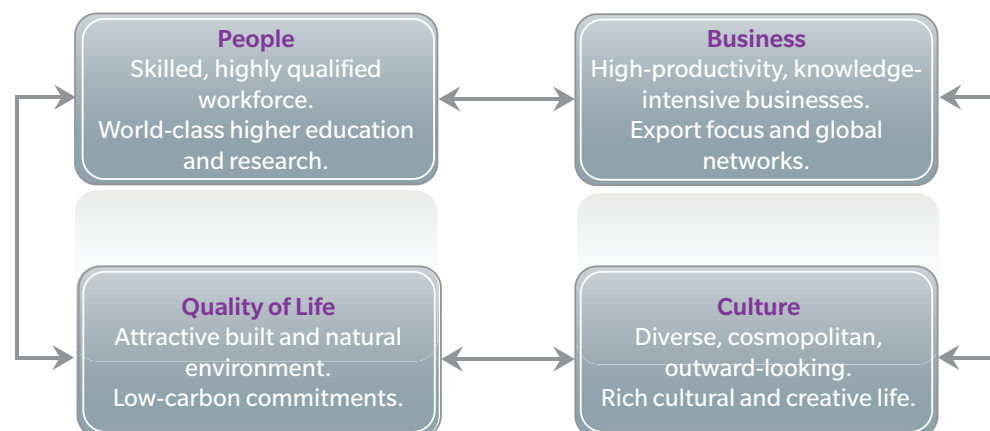 People
Skilled, highly qualified
workforce.
World-class higher education
and research.
Business
High-productivity, knowledge-
intensive businesses.
Export focus and global
networks.
Quality of Life
Attractive built and natural
environment.
Low-carbon commitments.
Culture
Diverse, cosmopolitan,
outward-looking.
Rich cultural and creative life.